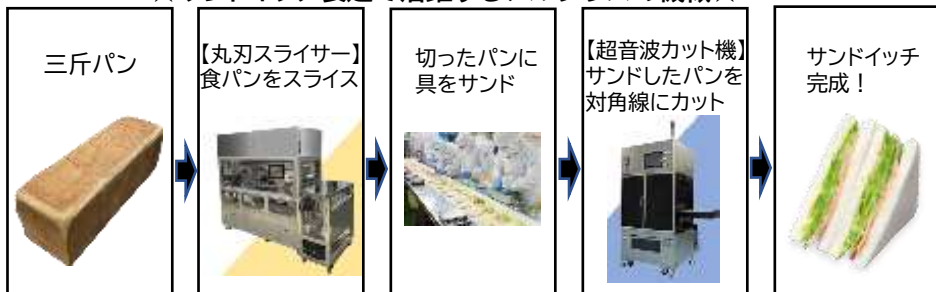 三斤パン
【丸刃スライサー】
食パンをスライス
切ったパンに
具をサンド
【超音波カット機】
サンドしたパンを
対角線にカット
サンドイッチ
完成！